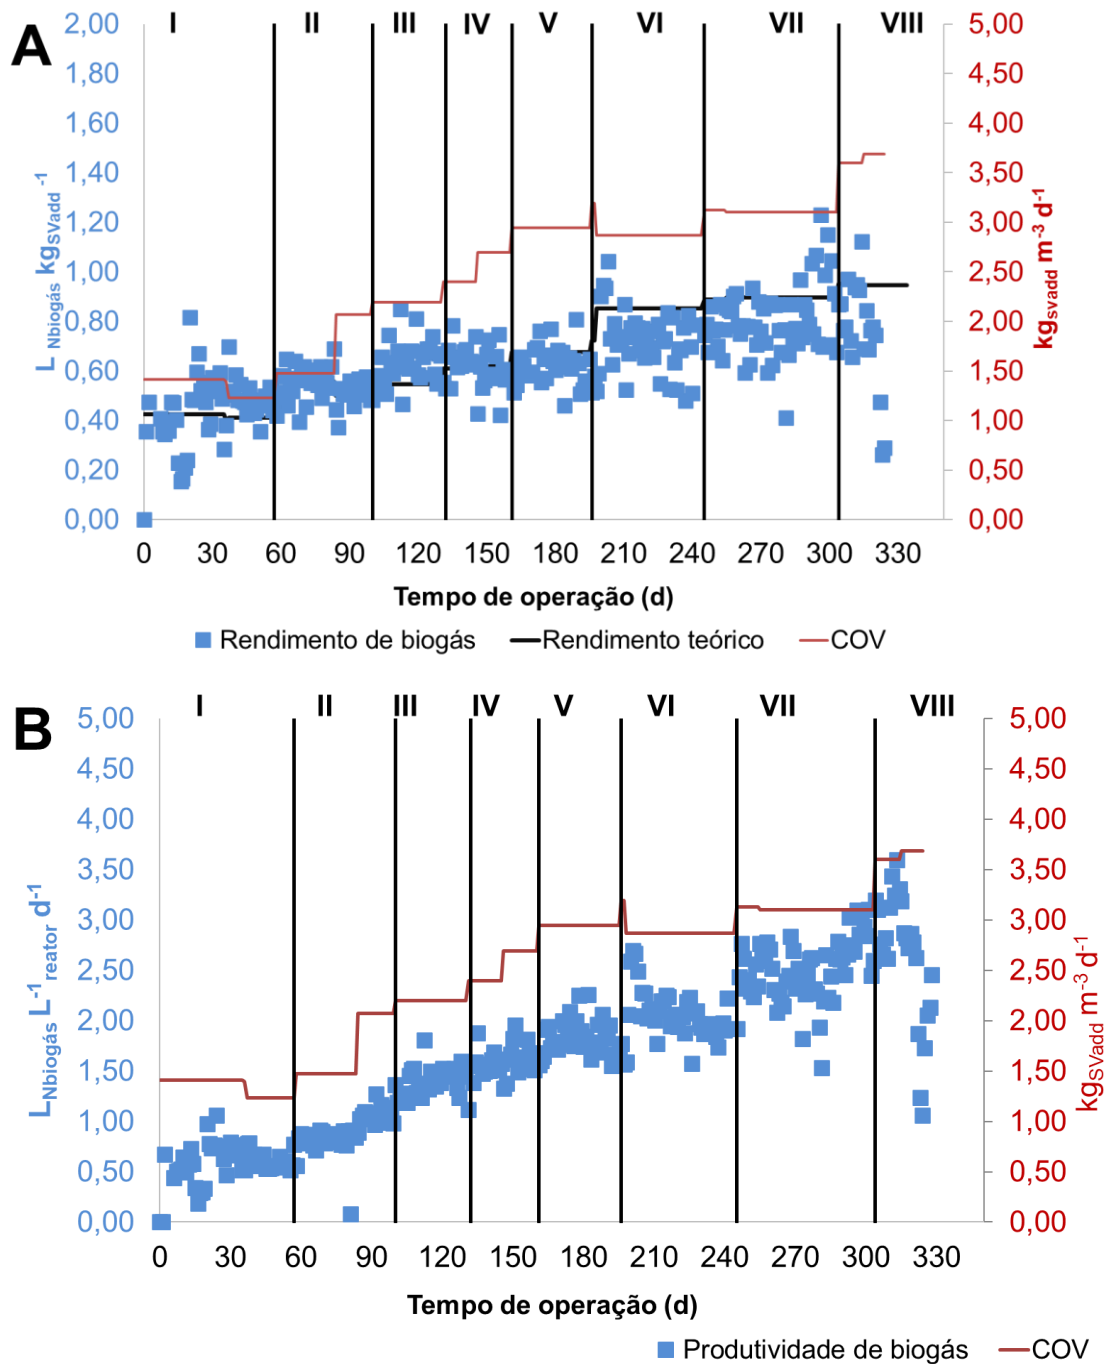 A
I II III IV V VI VII VIII
2,00 5,00
1,80 4,50
1,60 4,00
1,40 3,50
1,20 3,00
1,00 2,50
0,80 2,00
0,60 1,50
0,40 1,00
0,20 0,50
0,00 0,00
L Nbiogás kgSVadd -1
kgsvadd m-3 d-1
0 30 60 90 120 150 180 210 240 270 300 330
Tempo de operação (d)
Rendimento de biogás Rendimento teórico COV
B
I II III IV V VI VII VIII
5,00 5,00
4,50 4,50
4,00 4,00
3,50 3,50
3,00 3,00
2,50 2,50
2,00 2,00
1,50 1,50
1,00 1,00
0,50 0,50
0,00 0,00
LNbiogás L-1 reator d-1
kgSVadd m-3 d-1
0 30 60 90 120 150 180 210 240 270 300 330
Tempo de operação (d)
Produtividade de biogás COV